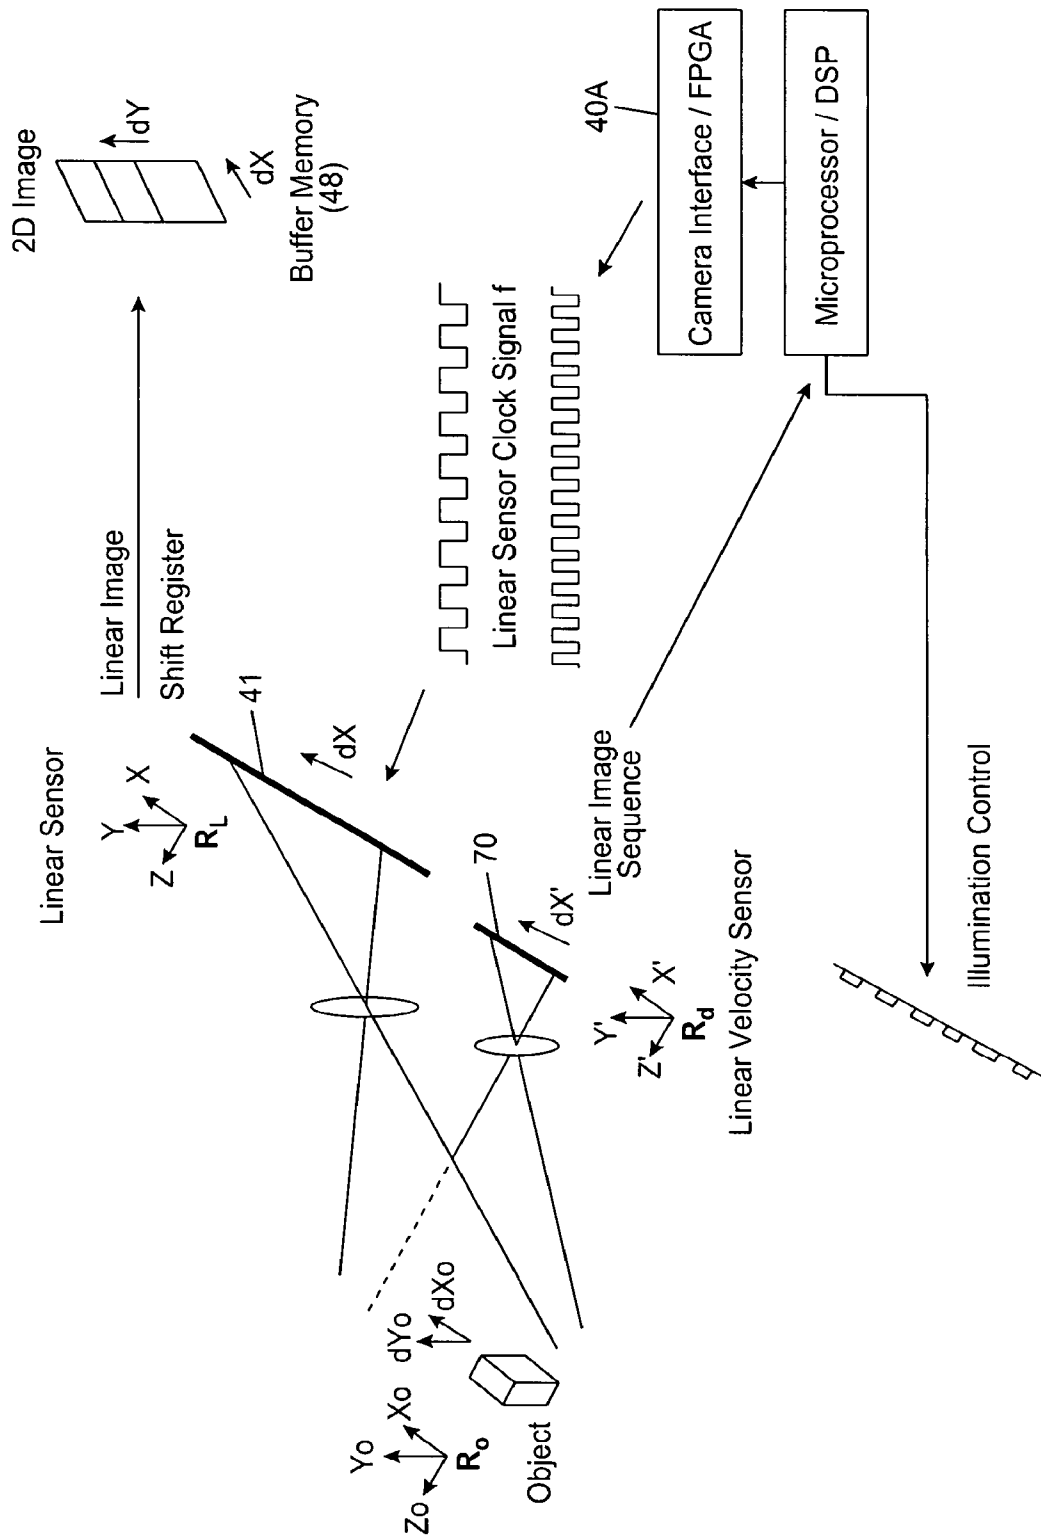 2D Image
dY
dX
Buffer Memory
(48)
Linear Image
Shift Register
Linear Sensor
Y
X
Z
R_L
41
dX
Linear Sensor Clock Signal f
40A
Camera Interface / FPGA
Microprocessor / DSP
70
dX'
Linear Image
Sequence
Y'
X'
Z'
R_d
Linear Velocity Sensor
Illumination Control
dYo
dXo
Yo
Xo
Zo
R_o
Object